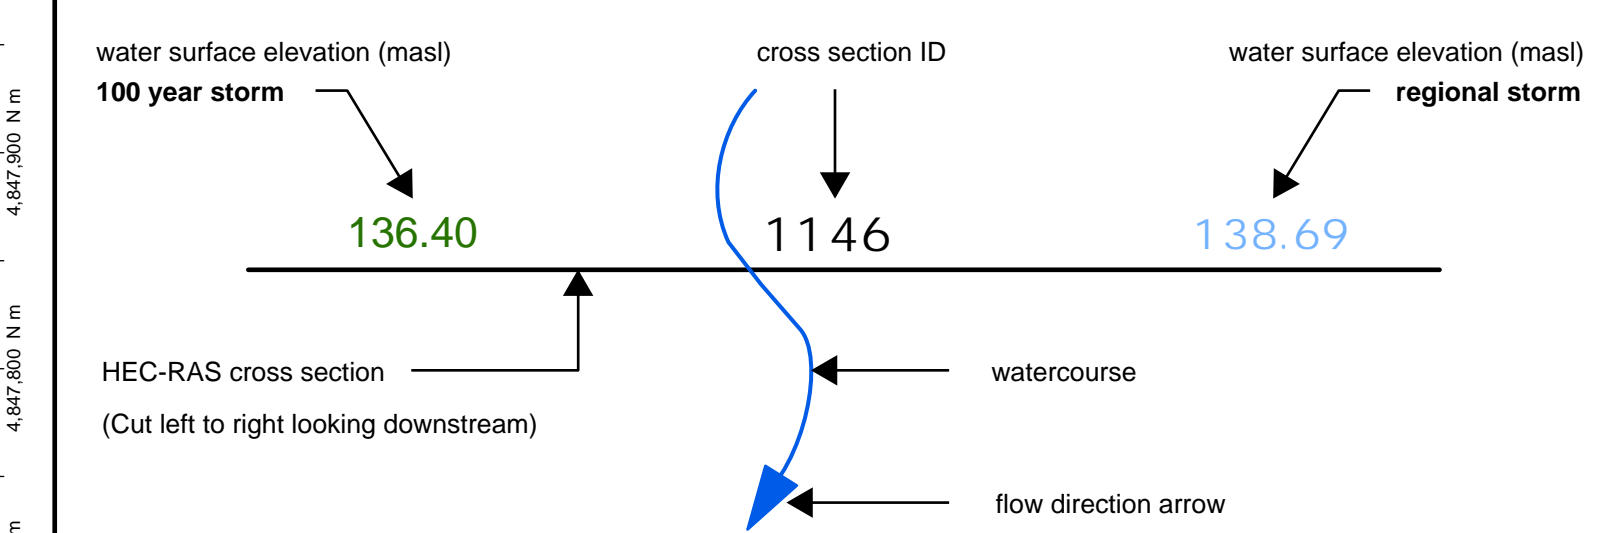 water surface elevation (masl)
100 year storm
cross section ID
water surface elevation (masl)
regional storm
136.40
1146
138.69
HEC-RAS cross section
(Cut left to right looking downstream)
watercourse
flow direction arrow
4,847,900 N m
4,847,800 N m
m